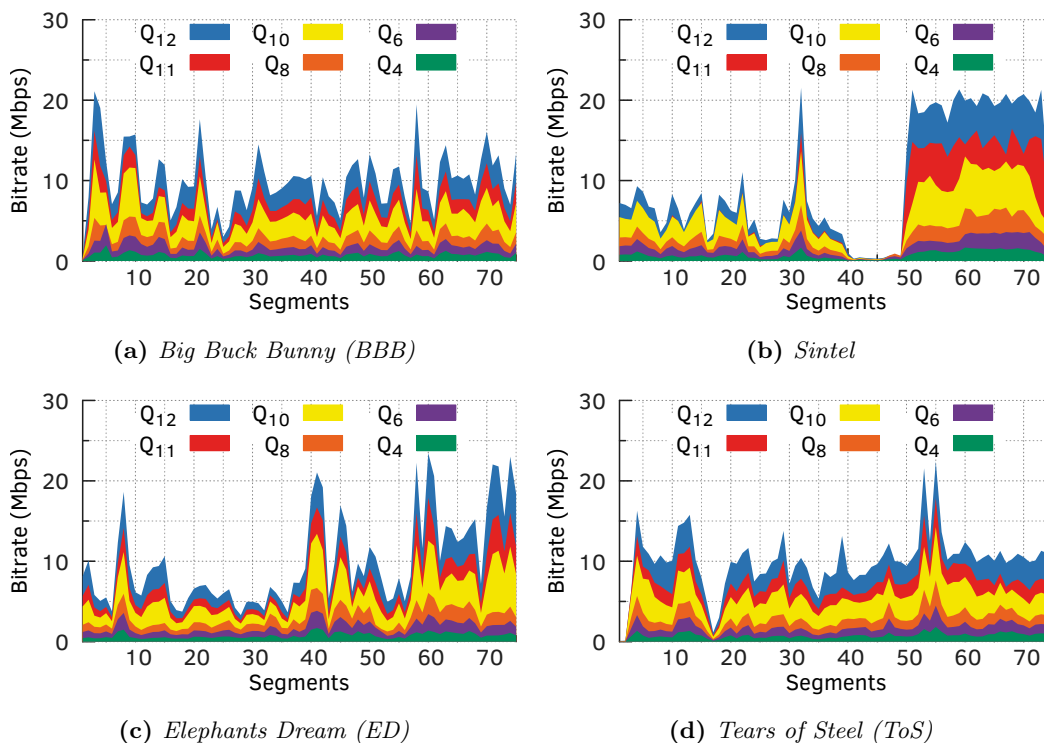 30
20
10
0
Bitrate (Mbps)
Q12 Q10 Q6
Q11 Q8 Q4
10 20 30 40 50 60 70
Segments
(a) Big Buck Bunny (BBB)
30
20
10
0
Bitrate (Mbps)
Q12 Q10 Q6
Q11 Q8 Q4
10 20 30 40 50 60 70
Segments
(b) Sintel
30
20
10
0
Bitrate (Mbps)
Q12 Q10 Q6
Q11 Q8 Q4
10 20 30 40 50 60 70
Segments
(c) Elephants Dream (ED)
30
20
10
0
Bitrate (Mbps)
Q12 Q10 Q6
Q11 Q8 Q4
10 20 30 40 50 60 70
Segments
(d) Tears of Steel (ToS)